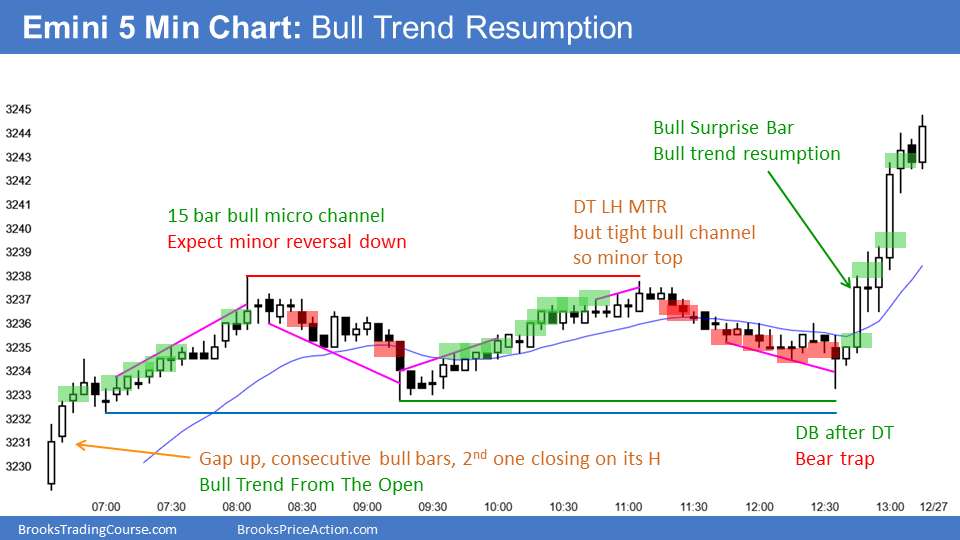 Emini 5 Min Chart: Bull Trend Resumption
3245
3244
3243
3242
3241
3240
3239
3238
3237
3236
3235
3234
3233
3232
3231
3230
Bull Surprise Bar
Bull trend resumption
15 bar bull micro channel
Expect minor reversal down
DT LH MTR
but tight bull channel
so minor top
DB after DT
Bear trap
Gap up, consecutive bull bars, 2nd one closing on its H
Bull Trend From The Open
07:00 07:30 08:00 08:30 09:00 09:30 10:00 10:30 11:00 11:30 12:00 12:30 13:00 12/27
BrooksTradingCourse.com BrooksPriceAction.com